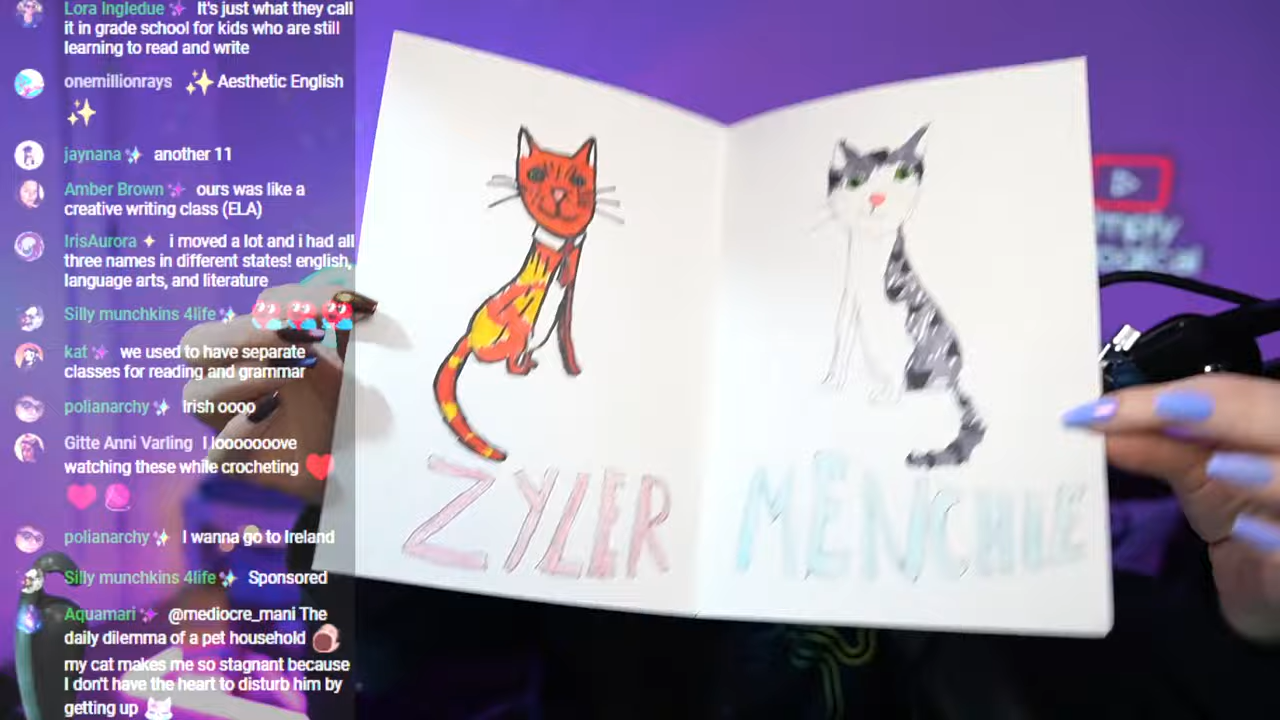 Lora Ingledue It's just what they call
it in grade school for kids who are still
learning to read and write
onemillionrays ✨ Aesthetic English
✨
jaynana another 11
Amber Brown ours was like a
creative writing class (ELA)
IrisAurora i moved a lot and i had all
three names in different states! english,
language arts, and literature
Silly munchkins 4life
kat we used to have separate
classes for reading and grammar
polianarchy Irish oooo
Gitte Anni Varling I looooooove
watching these while crocheting
polianarchy I wanna go to Ireland
Silly munchkins 4life Sponsored
Aquamari @mediocre_mani The
daily dilemma of a pet household
my cat makes me so stagnant because
I don't have the heart to disturb him by
getting up
ZYLER
MENCHIE